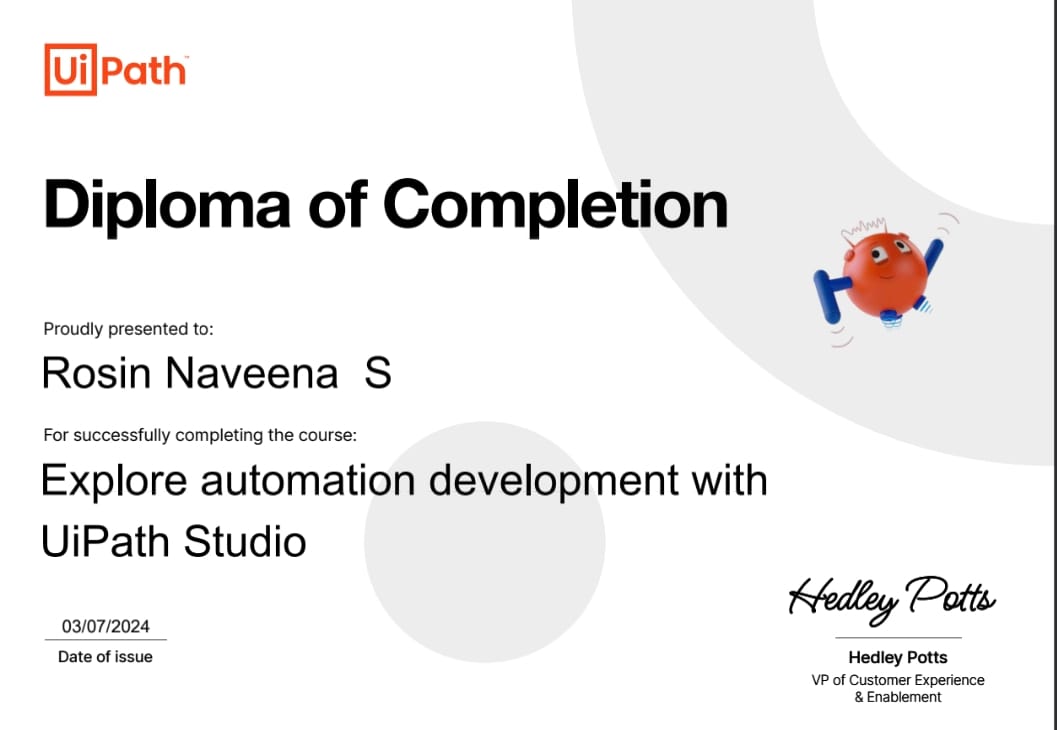 UiPath™
Diploma of Completion
Proudly presented to:
Rosin Naveena  S
For successfully completing the course:
Explore automation development with
UiPath Studio
03/07/2024
Date of issue
Hedley Potts
Hedley Potts
VP of Customer Experience
& Enablement